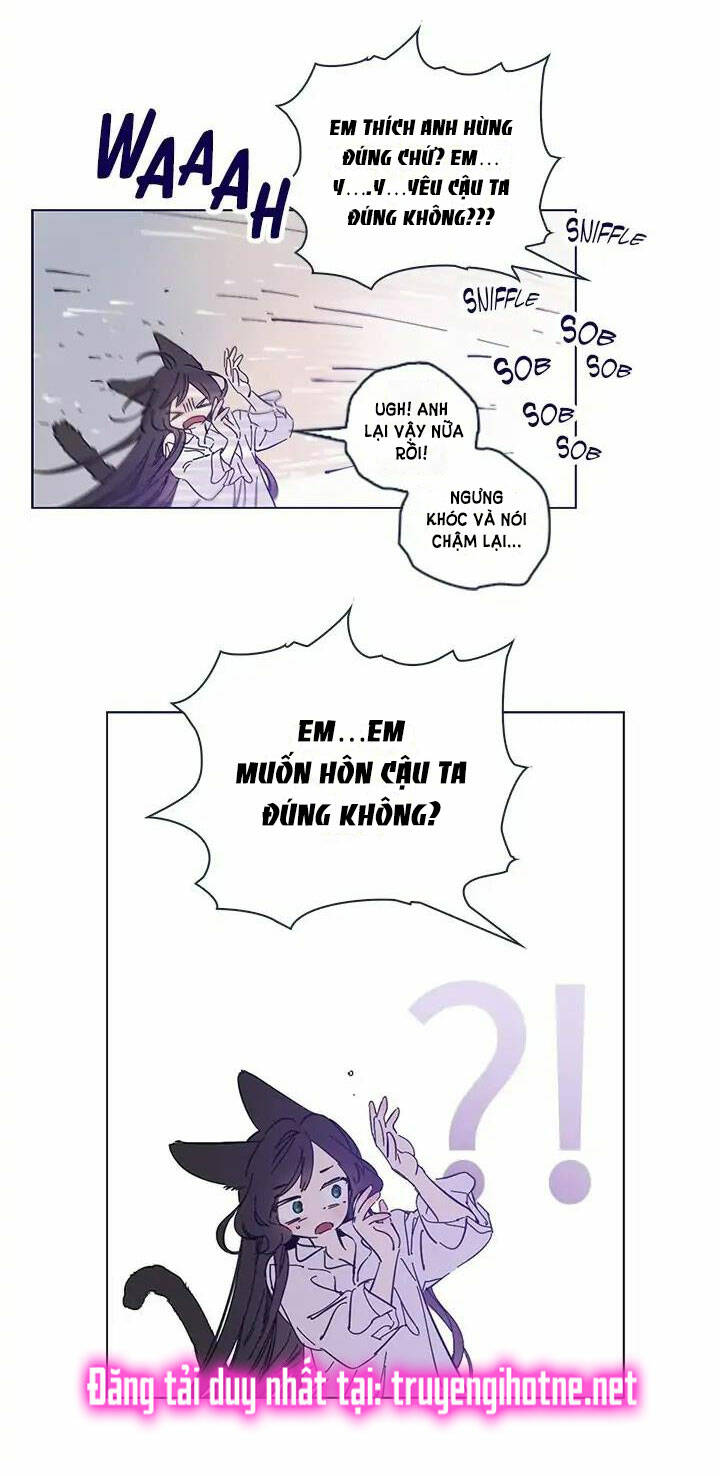 WAAAH
EM THÍCH ANH HÙNG
ĐÚNG CHỨ? EM...
Y....Y...YÊU CẬU TA
ĐÚNG KHÔNG???
SNIFFLE
SNIFFLE
SOB
SOB
SOB
SOB
SOB
UGH! ANH
LẠI VẬY NỮA
RỒI!
NGƯNG
KHÓC VÀ NÓI
CHẬM LẠI...
EM...EM
MUỐN HÔN CẬU TA
ĐÚNG KHÔNG?
?!
Đăng tải duy nhất tại: truyengihotne.net